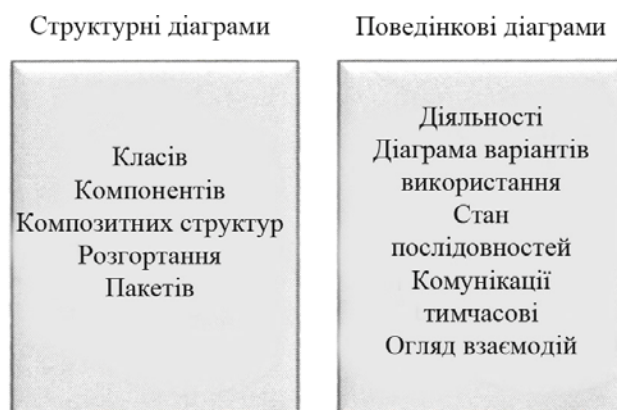 Структурні діаграми
Класів
Компонентів
Композитних структур
Розгортання
Пакетів
Поведінкові діаграми
Діяльності
Діаграма варіантів
використання
Стан
послідовностей
Комунікації
тимчасові
Огляд взаємодій